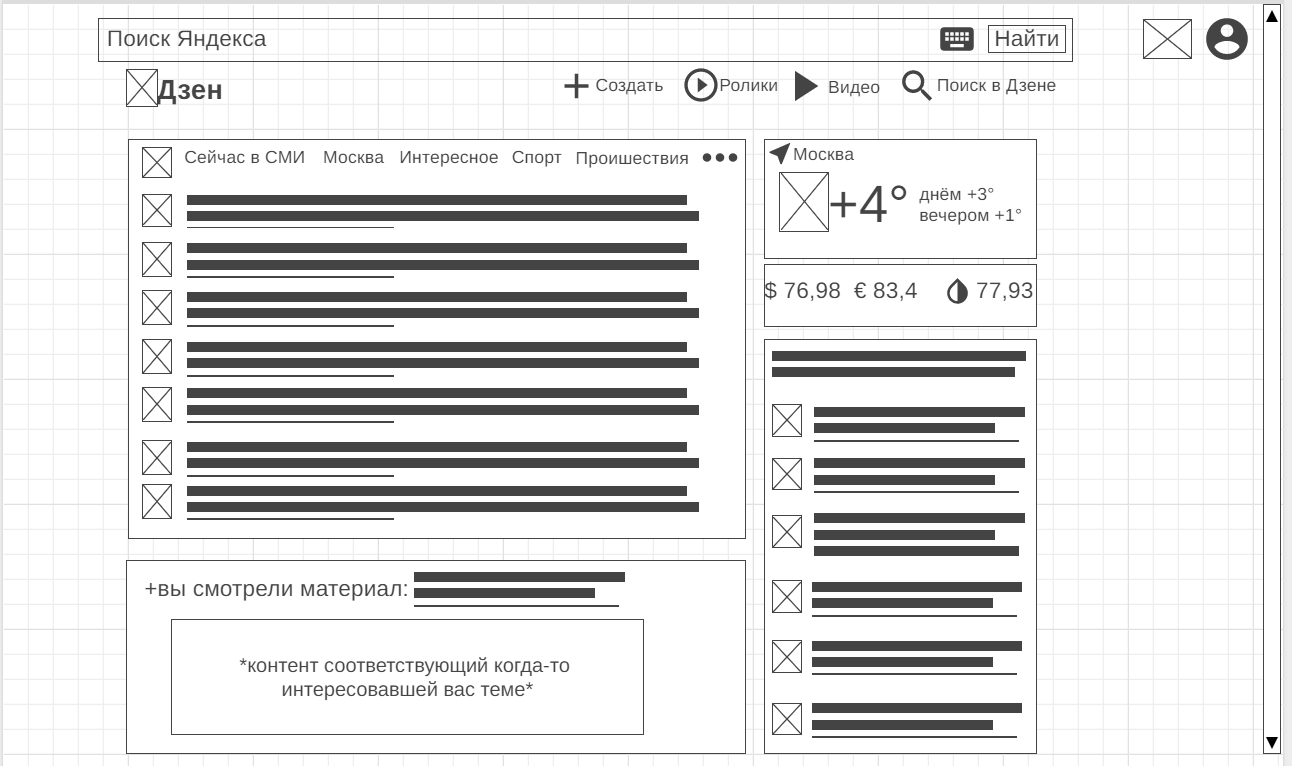 Поиск Яндекса
Найти
Дзен
Создать
Ролики
Видео
Поиск в Дзене
Сейчас в СМИ
Москва
Интересное
Спорт
Проишествия
Москва
+4°
днём +3°
вечером +1°
$ 76,98
€ 83,4
77,93
+вы смотрели материал:
*контент соответствующий когда-то
интересовавшей вас теме*